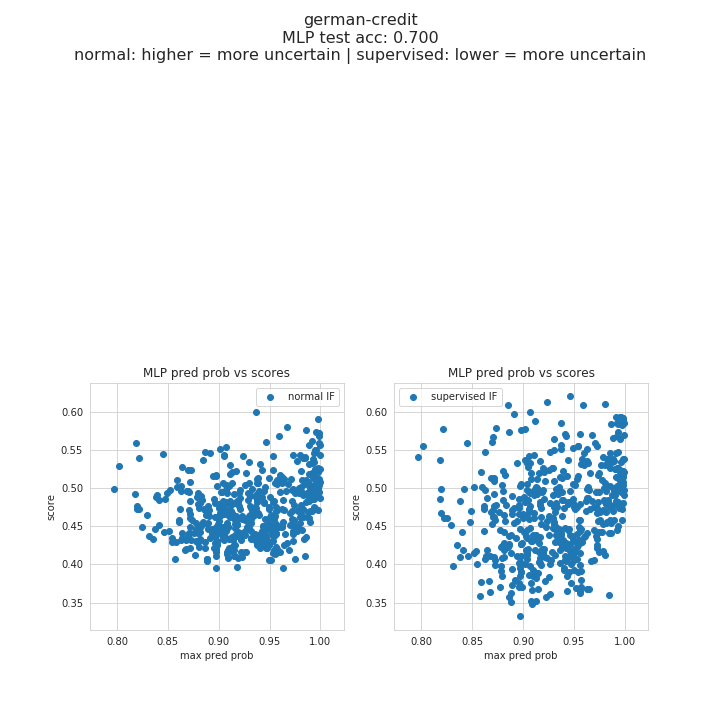 german-credit
MLP test acc: 0.700
normal: higher = more uncertain | supervised: lower = more uncertain
MLP pred prob vs scores
normal IF
0.60
0.55
0.50
0.45
0.40
0.35
score
0.80 0.85 0.90 0.95 1.00
max pred prob
MLP pred prob vs scores
supervised IF
0.60
0.55
0.50
0.45
0.40
0.35
score
0.80 0.85 0.90 0.95 1.00
max pred prob